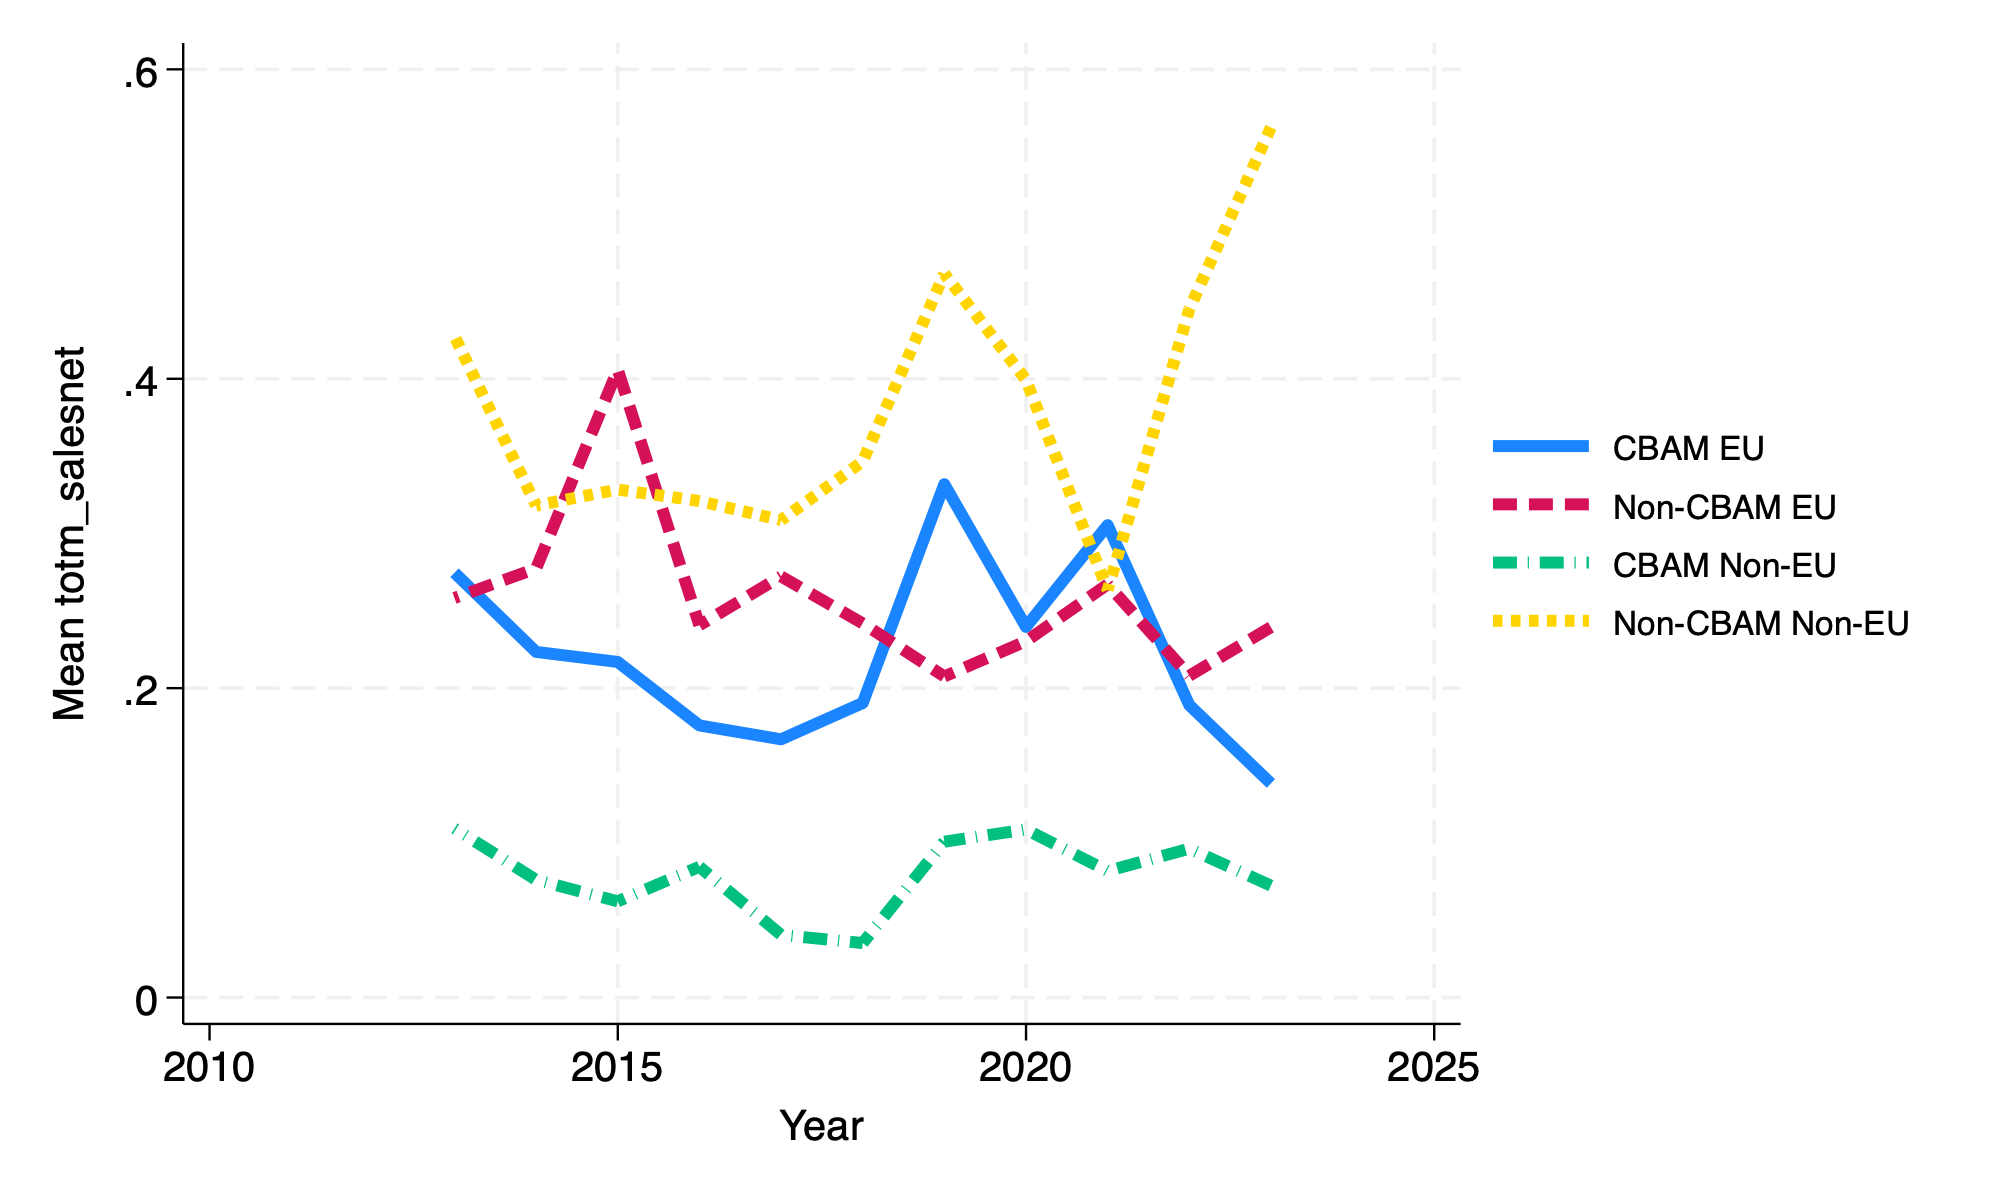 .6
.4
.2
0
Mean totm_salesnet
2010
2015
2020
2025
Year
CBAM EU
Non-CBAM EU
CBAM Non-EU
Non-CBAM Non-EU